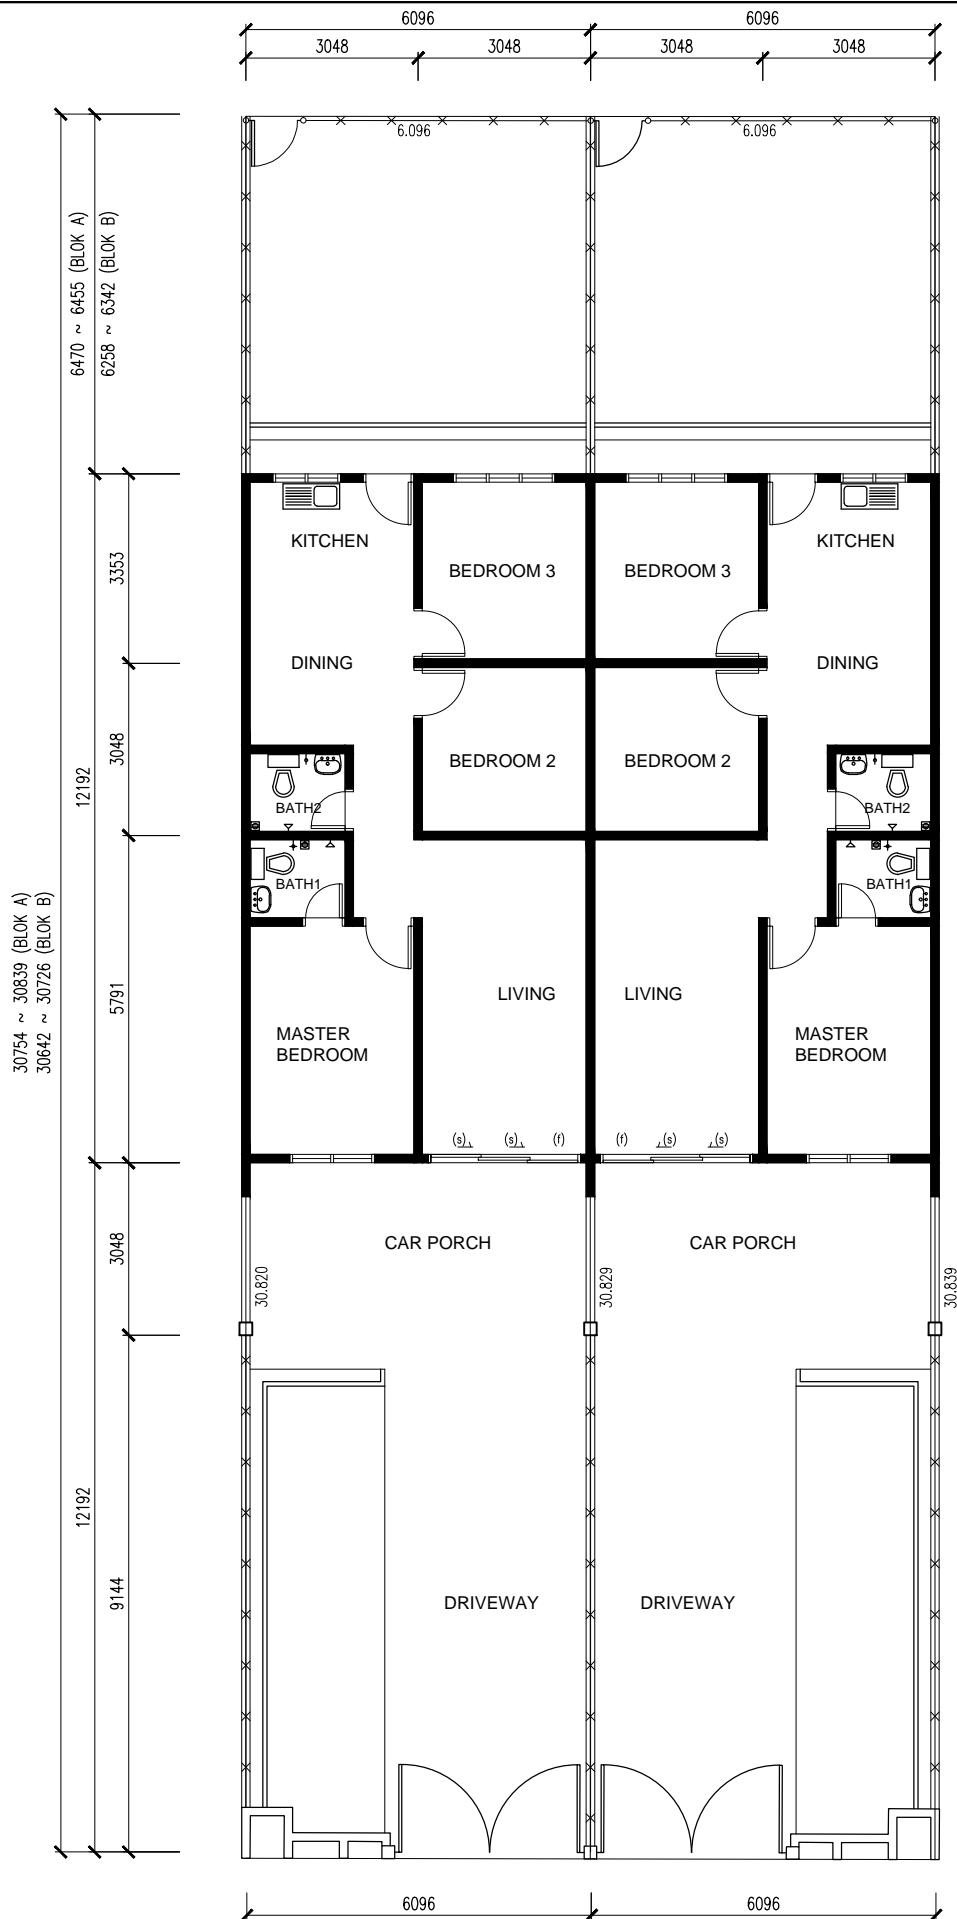 6096 6096
3048 3048 3048 3048
6.096 6.096
6470 ~ 6455 (BLOK A)
6258 ~ 6342 (BLOK B)
KITCHEN KITCHEN
BEDROOM 3 BEDROOM 3
3353
DINING DINING
3048
BEDROOM 2 BEDROOM 2
12192
BATH2 BATH2
BATH1 BATH1
30754 ~ 30839 (BLOK A)
30642 ~ 30726 (BLOK B)
5791
LIVING LIVING
MASTER
BEDROOM
MASTER
BEDROOM
(s) (s) (f) (f) (s) (s)
3048
CAR PORCH CAR PORCH
30.820 30.829 30.839
12192
9144
DRIVEWAY DRIVEWAY
6096 6096